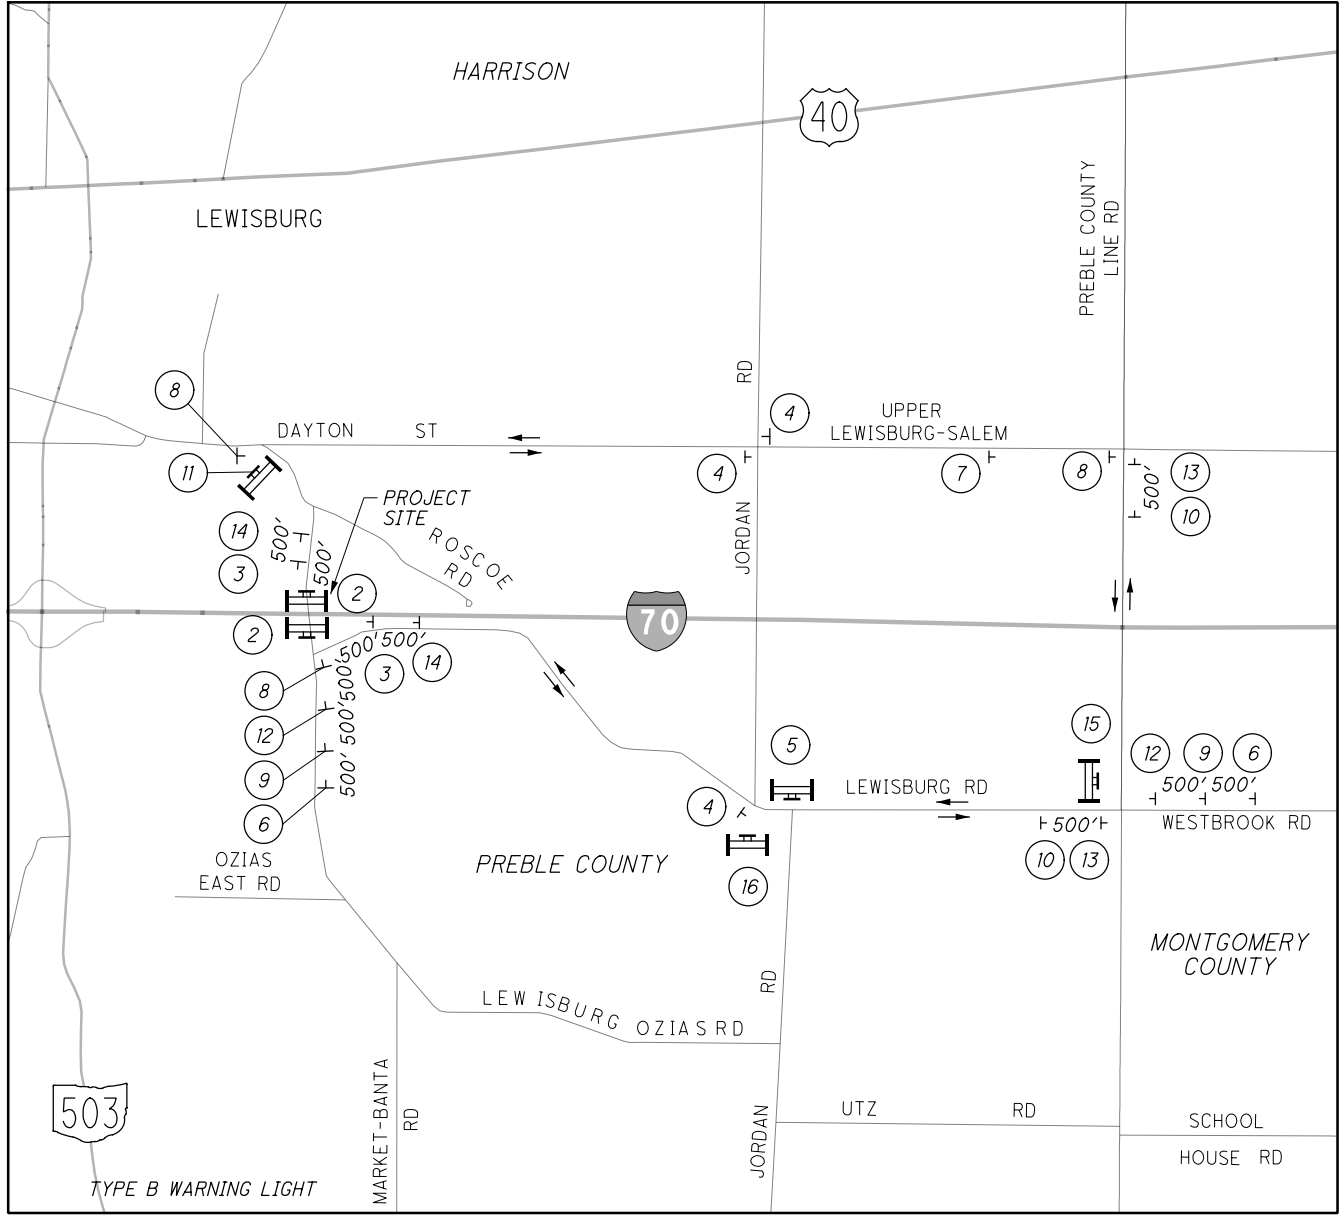 HARRISON
40
LEWISBURG
PREBLE COUNTY
LINE RD
RD
8
4
UPPER
LEWISBURG-SALEM
DAYTON ST
11
4
7
8
13
500'
10
PROJECT
SITE
14
500'
3
500'
ROSCOE
RD
JORDAN
2
2
70
500' 500'
3
14
8
500'
12
500'
9
500'
6
15
5
12
9
6
500' 500'
LEWISBURG RD
4
500'
WESTBROOK RD
10
13
16
OZIAS
EAST RD
PREBLE COUNTY
MONTGOMERY
COUNTY
RD
LEWISBURG OZIAS RD
503
MARKET-BANTA
RD
JORDAN
UTZ RD
SCHOOL
HOUSE RD
TYPE B WARNING LIGHT